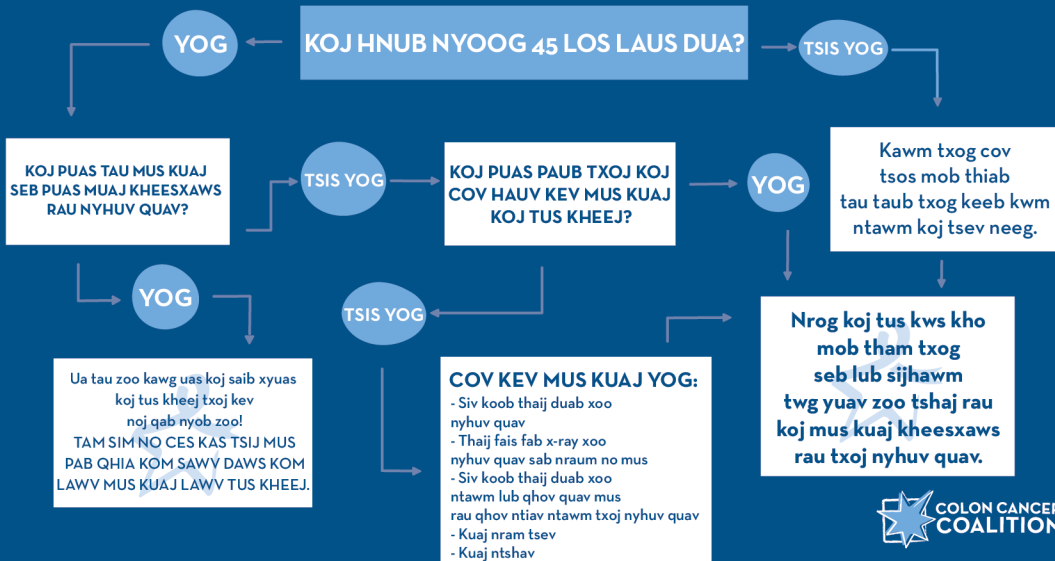 KOJ HNUB NYOOG 45 LOS LAUS DUA?
YOG
TSIS YOG
KOJ PUAS TAU MUS KUAJ
SEB PUAS MUAJ KHEESXAWS
RAU NYHUV QUAV?
TSIS YOG
KOJ PUAS PAUB TXOJ KOJ
COV HAUV KEV MUS KUAJ
KOJ TUS KHEEJ?
YOG
Kawm txog cov
tsos mob thiab
tau taub txog keeb kwm
ntawm koj tsev neeg.
YOG
TSIS YOG
Ua tau zoo kawg uas koj saib xyuas
koj tus kheej txoj kev
noj qab nyob zoo!
TAM SIM NO CES KAS TSIJ MUS
PAB QHIA KOM SAWV DAWS KOM
LAWV MUS KUAJ LAWV TUS KHEEJ.
COV KEV MUS KUAJ YOG:
- Siv koob thaij duab xoo
nyhuv quav
- Thaij fais fab x-ray xoo
nyhuv quav sab nraum no mus
- Siv koob thaij duab xoo
ntawm lub qhov quav mus
rau qhov ntiav ntawm txoj nyhuv quav
- Kuaj nram tsev
- Kuaj ntshav
Nrog koj tus kws kho
mob tham txog
seb lub sijhawm
twg yuav zoo tshaj rau
koj mus kuaj kheesxaws
rau txoj nyhuv quav.
COLON CANCER
COALITION